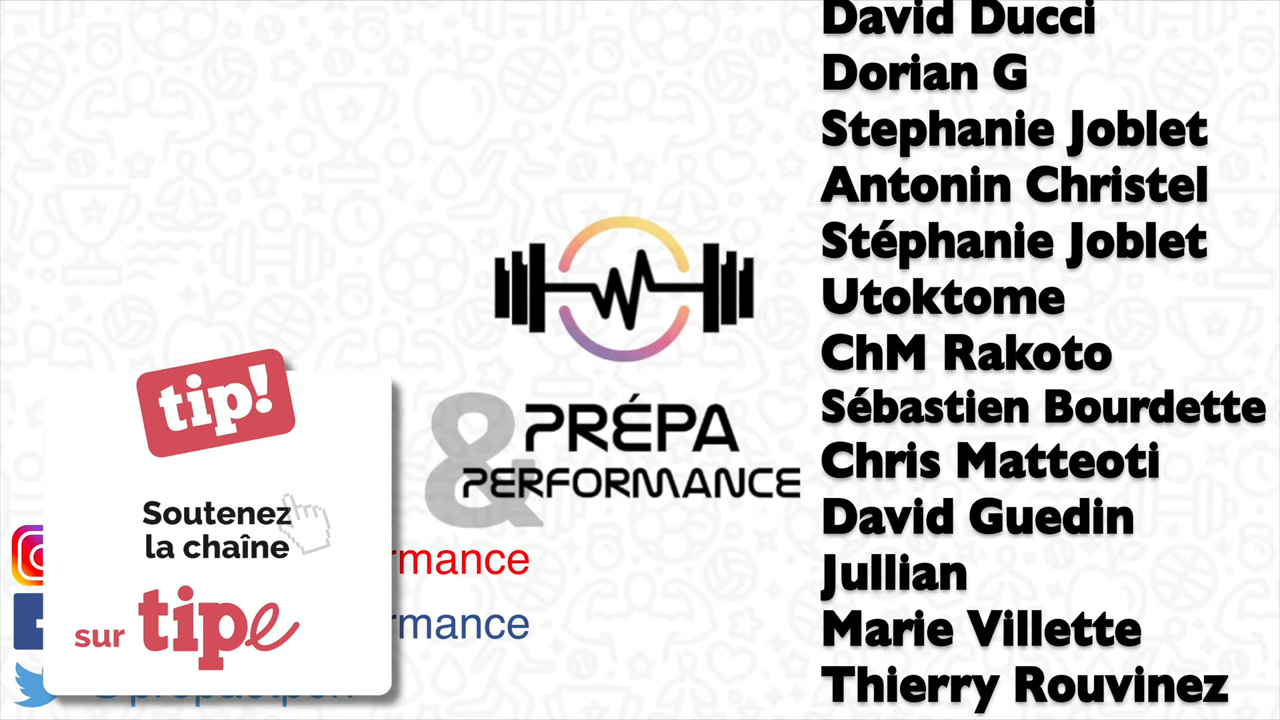 tip!
Soutenez
la chaîne
sur tipe
&
PRÉPA
PERFORMANCE
rmance
rmance
David Ducci
Dorian G
Stephanie Joblet
Antonin Christel
Stéphanie Joblet
Utoktome
ChM Rakoto
Sébastien Bourdette
Chris Matteoti
David Guedin
Jullian
Marie Villette
Thierry Rouvinez